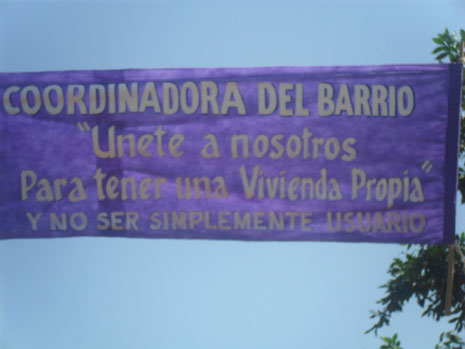 COORDINADORA DEL BARRIO
"Unete a nosotros
Para tener una Vivienda Propia"
Y NO SER SIMPLEMENTE USUARIO